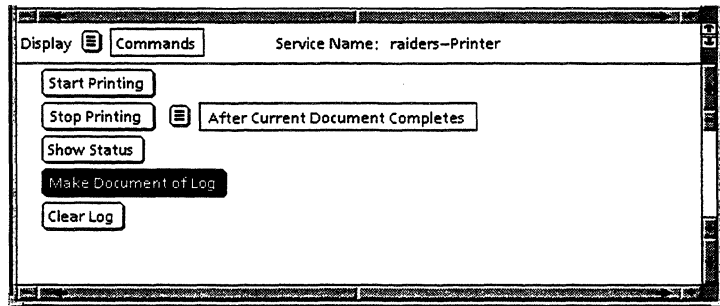 Display Commands Service Name: raiders-Printer
Start Printing
Stop Printing After Current Document Completes
Show Status
Make Document of Log
Clear Log